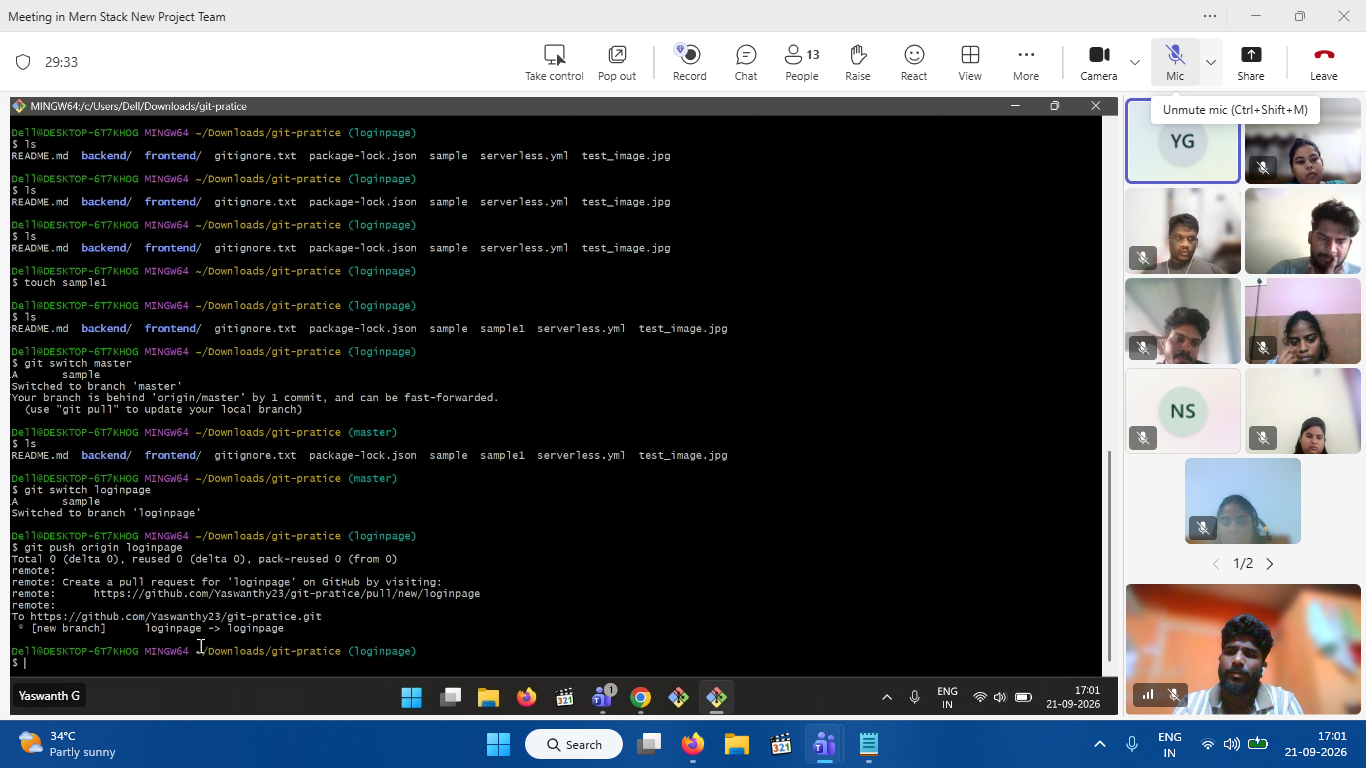 Meeting in Mern Stack New Project Team
29:33
Take control
Pop out
Record
Chat
13
People
Raise
React
View
More
Camera
Mic
Share
Leave
Unmute mic (Ctrl+Shift+M)
MINGW64:/c/Users/Dell/Downloads/git-pratice
Dell@DESKTOP-6T7KHOG MINGW64 ~/Downloads/git-pratice (loginpage)
$ ls
README.md backend/ frontend/ gitignore.txt package-lock.json sample serverless.yml test_image.jpg
Dell@DESKTOP-6T7KHOG MINGW64 ~/Downloads/git-pratice (loginpage)
$ ls
README.md backend/ frontend/ gitignore.txt package-lock.json sample serverless.yml test_image.jpg
Dell@DESKTOP-6T7KHOG MINGW64 ~/Downloads/git-pratice (loginpage)
$ ls
README.md backend/ frontend/ gitignore.txt package-lock.json sample serverless.yml test_image.jpg
Dell@DESKTOP-6T7KHOG MINGW64 ~/Downloads/git-pratice (loginpage)
$ touch sample1
Dell@DESKTOP-6T7KHOG MINGW64 ~/Downloads/git-pratice (loginpage)
$ ls
README.md backend/ frontend/ gitignore.txt package-lock.json sample sample1 serverless.yml test_image.jpg
Dell@DESKTOP-6T7KHOG MINGW64 ~/Downloads/git-pratice (loginpage)
$ git switch master
A sample
Switched to branch 'master'
Your branch is behind 'origin/master' by 1 commit, and can be fast-forwarded.
(use "git pull" to update your local branch)
Dell@DESKTOP-6T7KHOG MINGW64 ~/Downloads/git-pratice (master)
$ ls
README.md backend/ frontend/ gitignore.txt package-lock.json sample sample1 serverless.yml test_image.jpg
Dell@DESKTOP-6T7KHOG MINGW64 ~/Downloads/git-pratice (master)
$ git switch loginpage
A sample
Switched to branch 'loginpage'
Dell@DESKTOP-6T7KHOG MINGW64 ~/Downloads/git-pratice (loginpage)
$ git push origin loginpage
Total 0 (delta 0), reused 0 (delta 0), pack-reused 0 (from 0)
remote:
remote: Create a pull request for 'loginpage' on GitHub by visiting:
remote: https://github.com/Yaswanthy23/git-pratice/pull/new/loginpage
remote:
To https://github.com/Yaswanthy23/git-pratice.git
* [new branch] loginpage -> loginpage
Dell@DESKTOP-6T7KHOG MINGW64 ~/Downloads/git-pratice (loginpage)
$
YG
NS
1/2
Yaswanth G
1
321
ENG
IN
17:01
21-09-2026
34°C
Partly sunny
Search
321
ENG
IN
17:01
21-09-2026